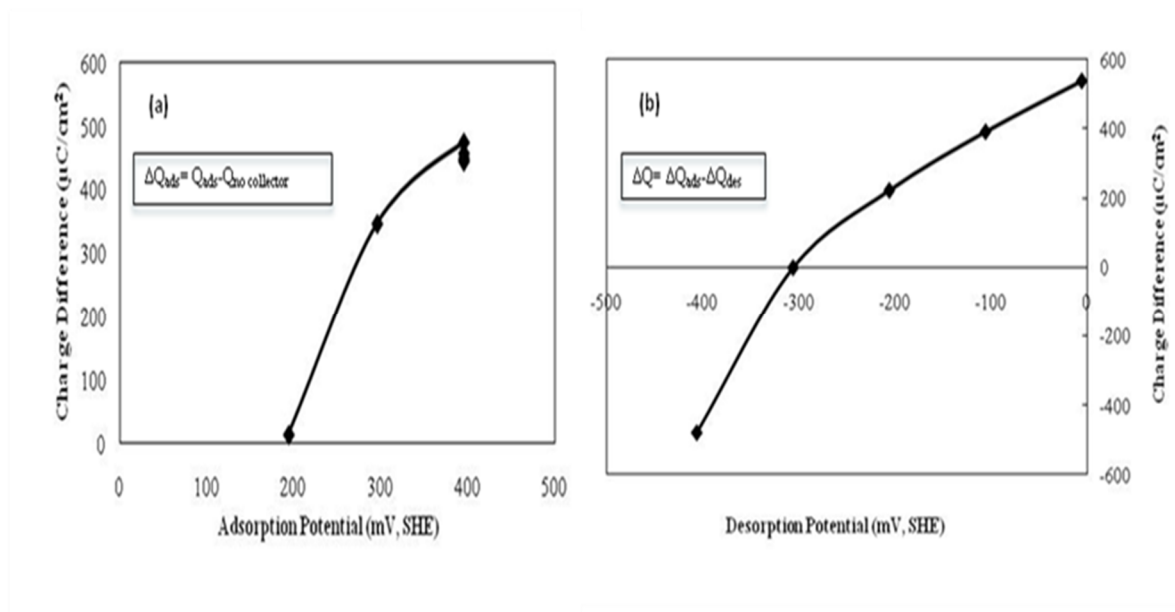 (a)
ΔQads= Qads-Qno collector
Charge Difference (µC/cm²)
600
500
400
300
200
100
0
0 100 200 300 400 500
Adsorption Potential (mV, SHE)
(b)
ΔQ= ΔQads-ΔQdes
600
400
200
0
-200
-400
-600
-500 -400 -300 -200 -100 0
Charge Difference (µC/cm²)
Desorption Potential (mV, SHE)